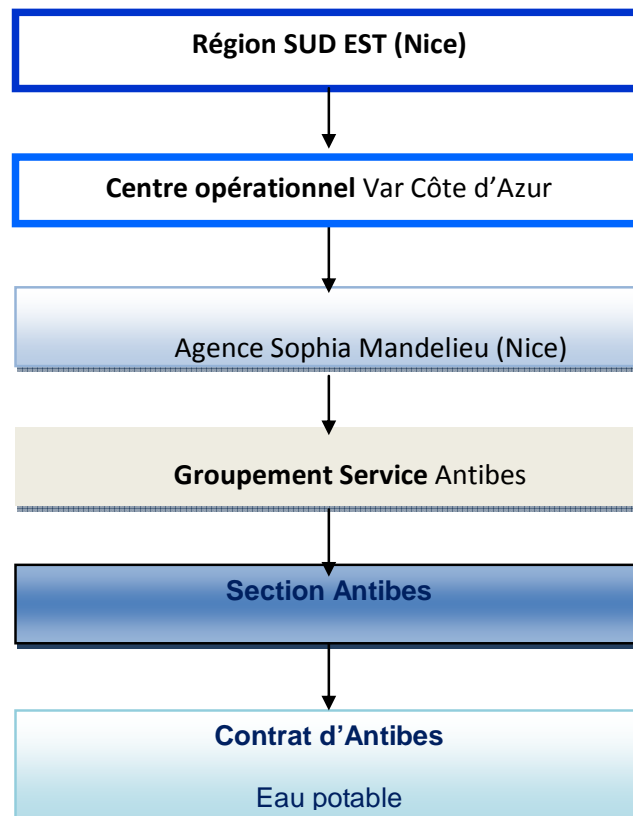 Région SUD EST (Nice)
Centre opérationnel Var Côte d’Azur
Agence Sophia Mandelieu (Nice)
Groupement Service Antibes
Section Antibes
Contrat d’Antibes
Eau potable